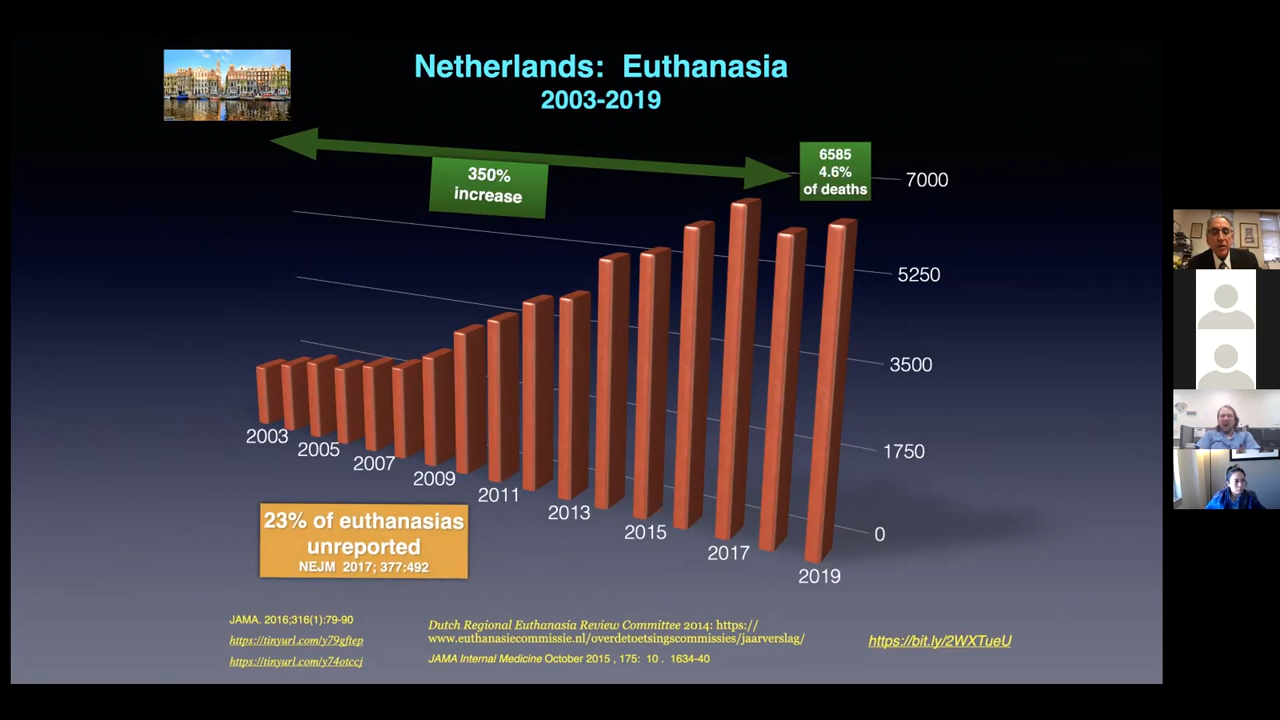 Netherlands: Euthanasia
2003-2019
350%
increase
6585
4.6%
of deaths
7000
5250
3500
1750
0
2003
2005
2007
2009
2011
2013
2015
2017
2019
23% of euthanasias
unreported
NEJM 2017; 377:492
JAMA. 2016;316(1):79-90
https://tinyurl.com/y79gftep
https://tinyurl.com/y74otccj
Dutch Regional Euthanasia Review Committee 2014: https://
www.euthanasiecommissie.nl/overdetoetsingscommissies/jaarverslag/
JAMA Internal Medicine October 2015 , 175: 10 . 1634-40
https://bit.ly/2WXTueU